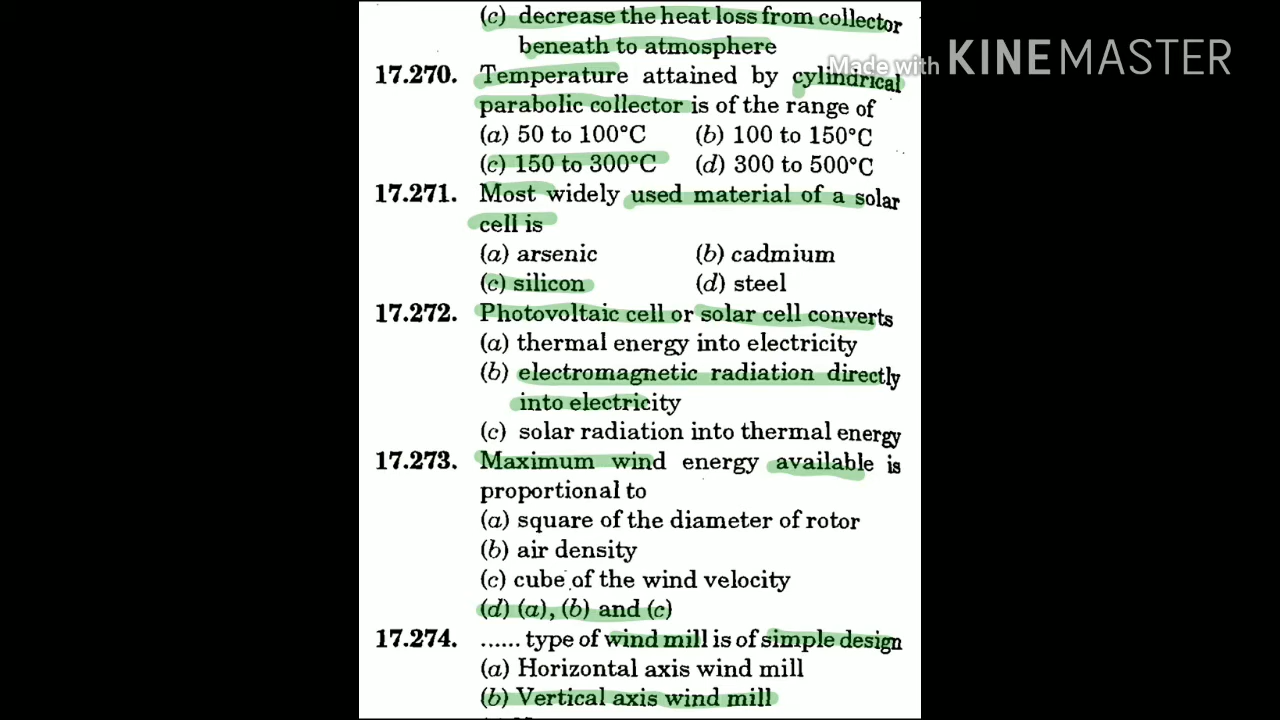 (c) decrease the heat loss from collector
beneath to atmosphere
Made with KINEMASTER
17.270. Temperature attained by cylindrical
parabolic collector is of the range of
(a) 50 to 100°C (b) 100 to 150°C
(c) 150 to 300°C (d) 300 to 500°C
17.271. Most widely used material of a solar
cell is
(a) arsenic (b) cadmium
(c) silicon (d) steel
17.272. Photovoltaic cell or solar cell converts
(a) thermal energy into electricity
(b) electromagnetic radiation directly
into electricity
(c) solar radiation into thermal energy
17.273. Maximum wind energy available is
proportional to
(a) square of the diameter of rotor
(b) air density
(c) cube of the wind velocity
(d) (a), (b) and (c)
17.274. ...... type of wind mill is of simple design
(a) Horizontal axis wind mill
(b) Vertical axis wind mill